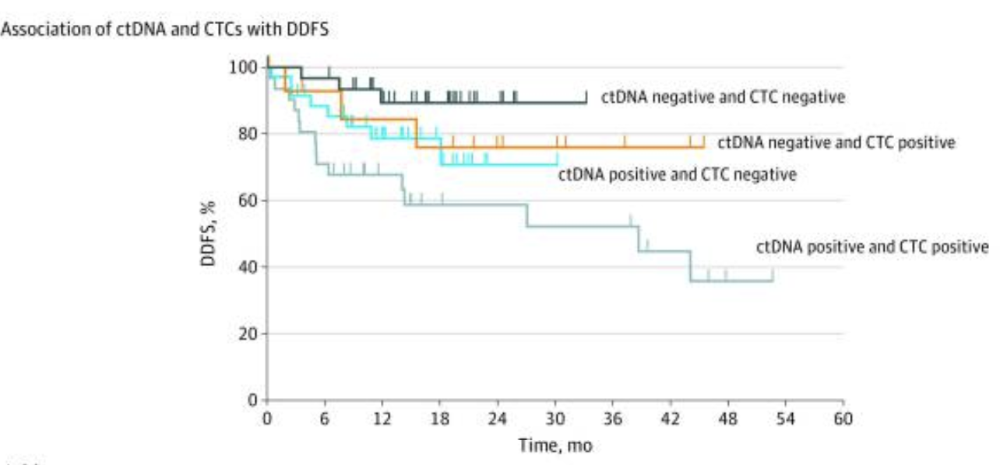 Association of ctDNA and CTCs with DDFS
100
80
60
40
20
0
DDFS, %
ctDNA negative and CTC negative
ctDNA negative and CTC positive
ctDNA positive and CTC negative
ctDNA positive and CTC positive
0 6 12 18 24 30 36 42 48 54 60
Time, mo